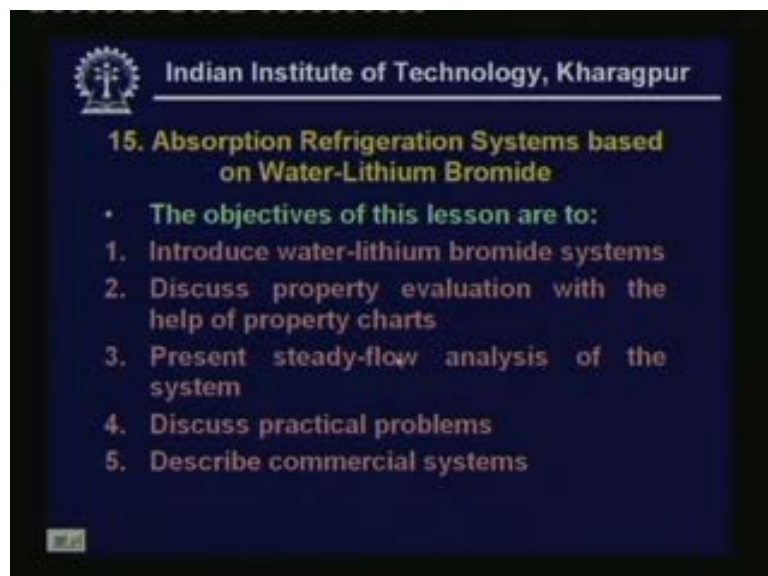 Indian Institute of Technology, Kharagpur
15. Absorption Refrigeration Systems based
on Water-Lithium Bromide
• The objectives of this lesson are to:
1. Introduce water-lithium bromide systems
2. Discuss property evaluation with the
help of property charts
3. Present steady-flow analysis of the
system
4. Discuss practical problems
5. Describe commercial systems